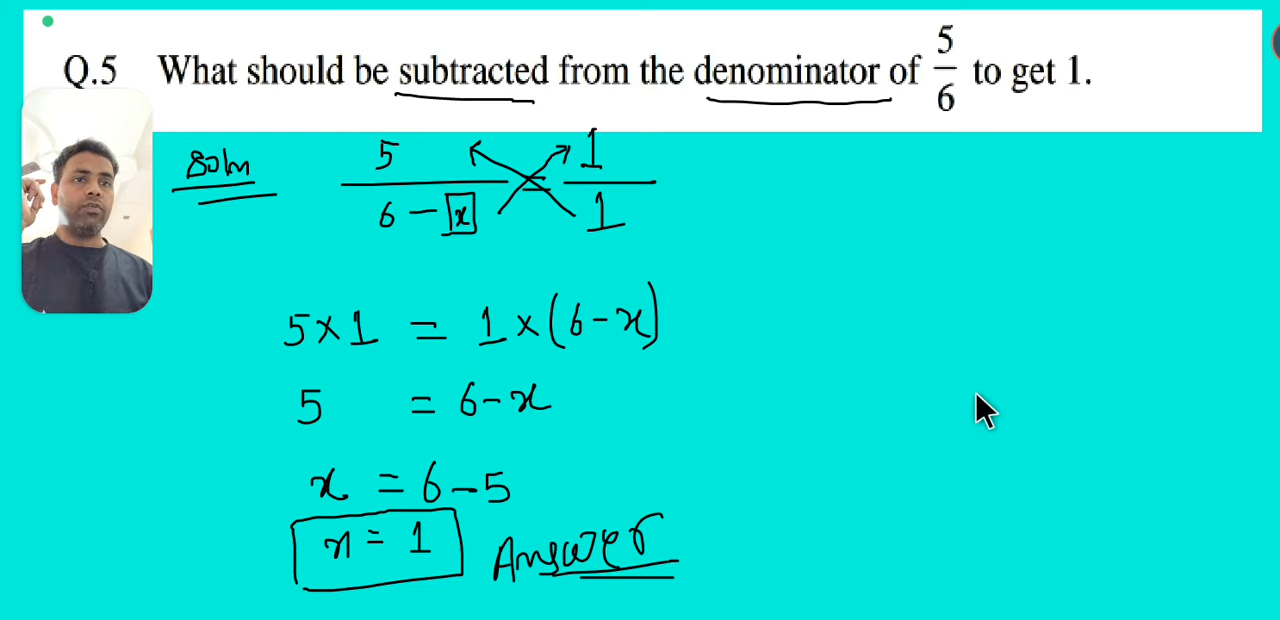 Q.5 What should be subtracted from the denominator of 5/6 to get 1.
Soln
5/(6 - x) = 1/1
5 × 1 = 1 × (6 - x)
5 = 6 - x
x = 6 - 5
x = 1 Answer